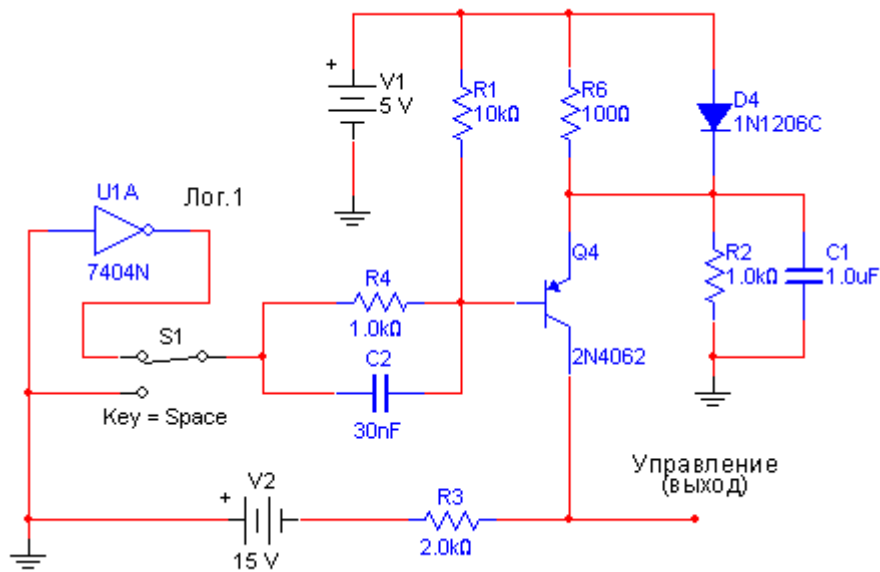 +
V1
5 V
R1
10kΩ
R6
100Ω
D4
1N1206C
U1A
Лог.1
7404N
R4
1.0kΩ
Q4
R2
1.0kΩ
C1
1.0uF
S1
C2
30nF
2N4062
Key = Space
Управление
(выход)
+
V2
15 V
R3
2.0kΩ